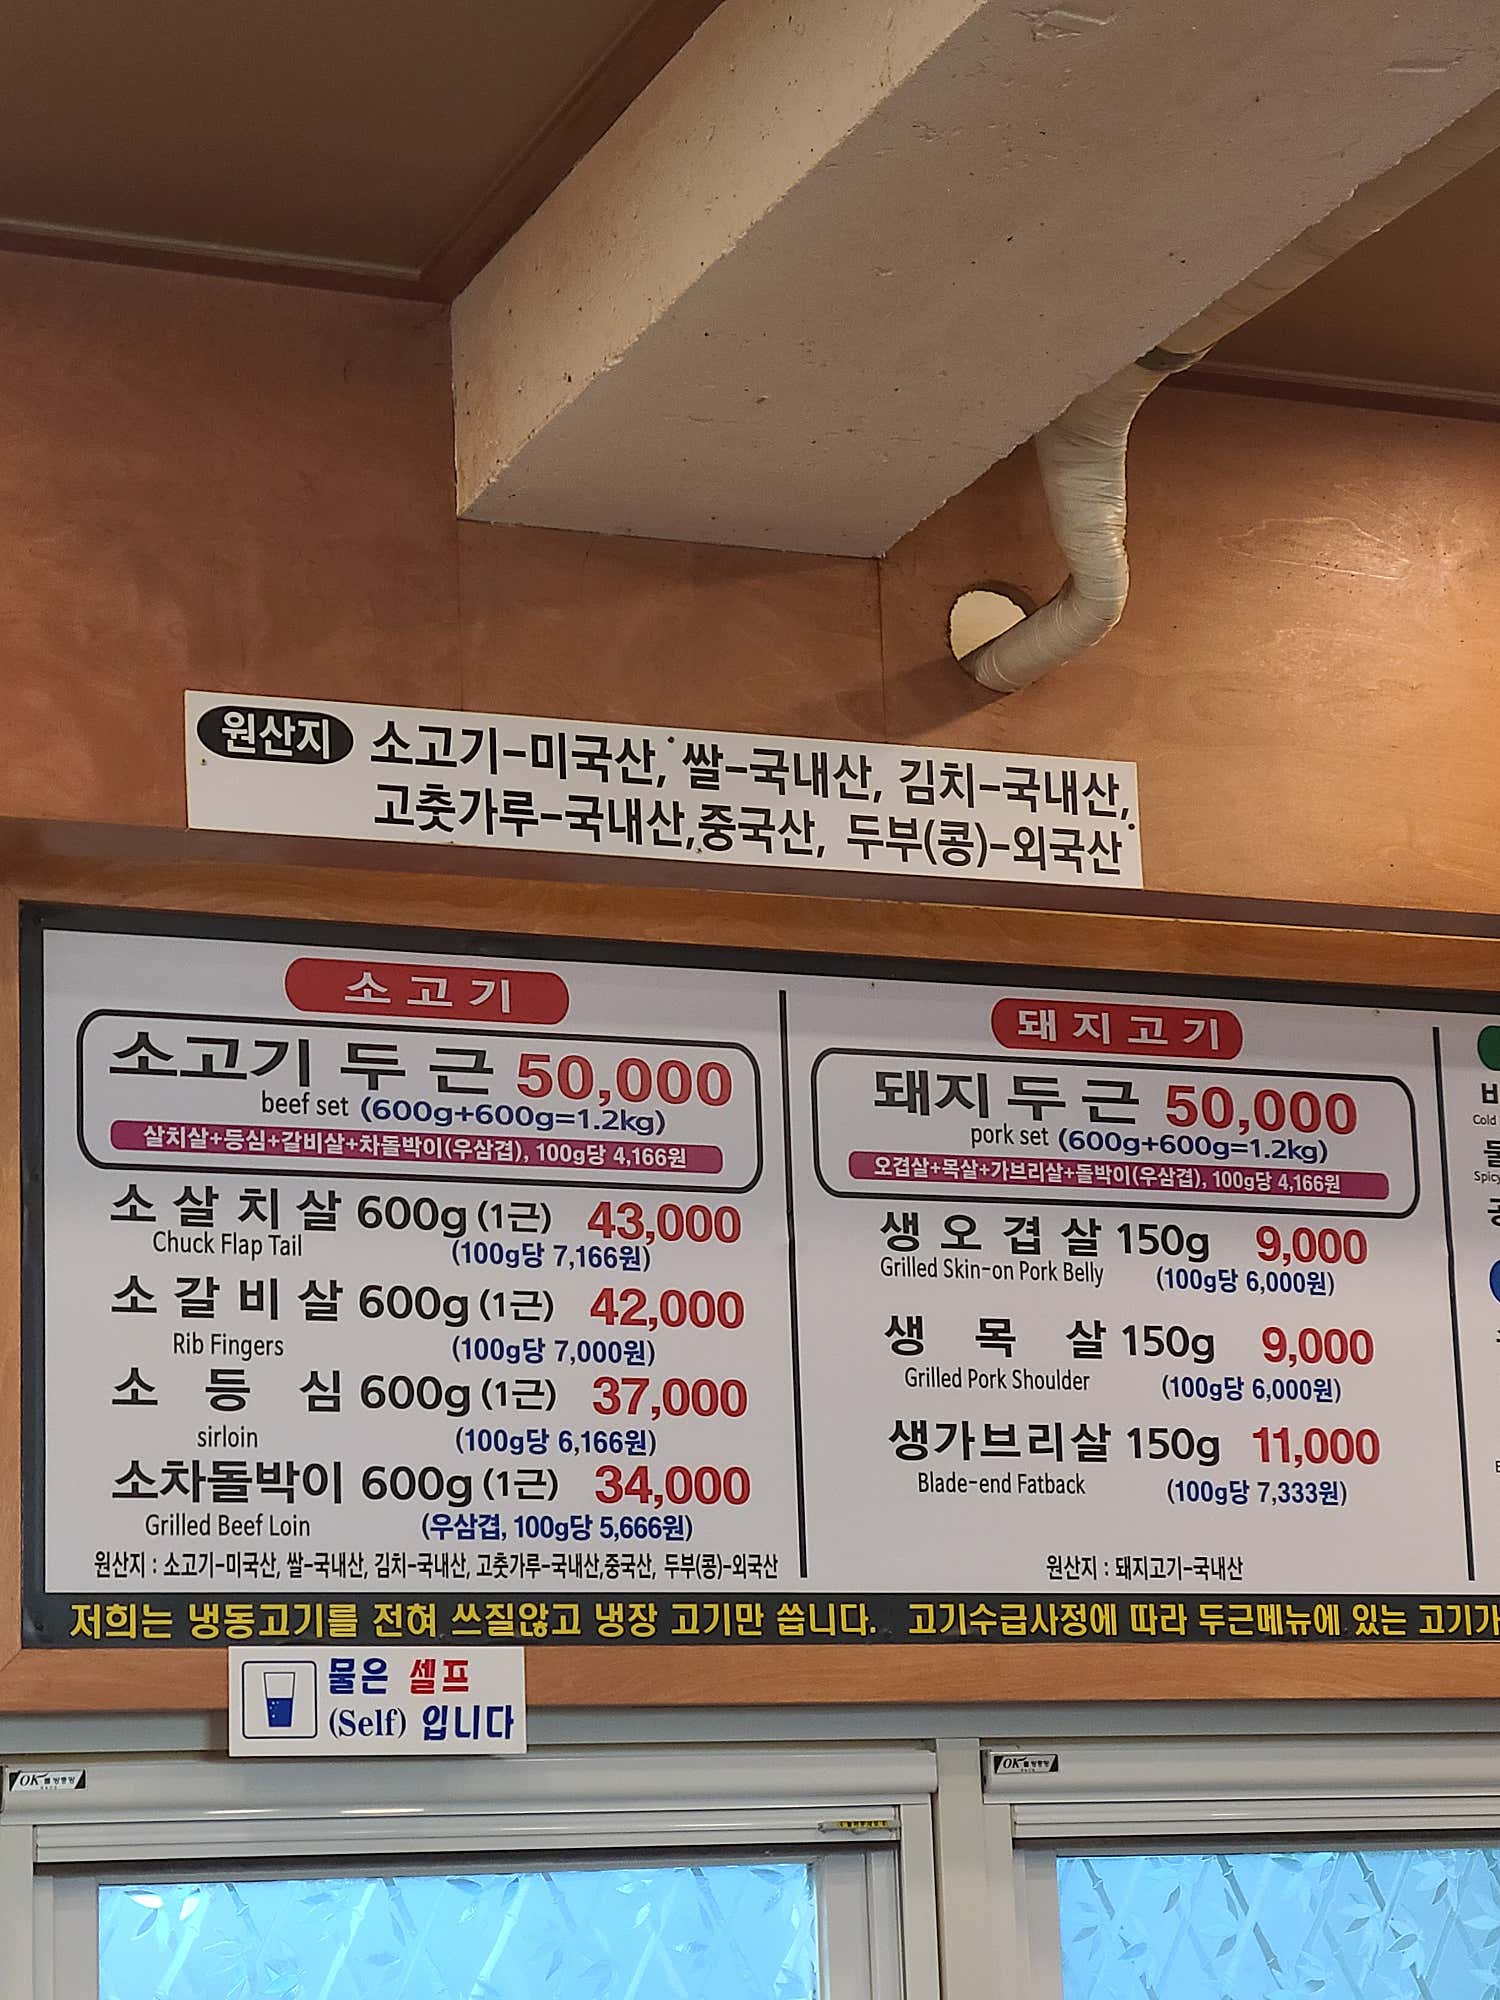 원산지 소고기-미국산, 쌀-국내산, 김치-국내산,
고춧가루-국내산,중국산, 두부(콩)-외국산
소고기
소고기 두 근 50,000
beef set (600g+600g=1.2kg)
살치살+등심+갈비살+차돌박이(우삼겹), 100g당 4,166원
소 살 치 살 600g (1근) 43,000
Chuck Flap Tail (100g당 7,166원)
소 갈 비 살 600g (1근) 42,000
Rib Fingers (100g당 7,000원)
소 등 심 600g (1근) 37,000
sirloin (100g당 6,166원)
소차돌박이 600g (1근) 34,000
Grilled Beef Loin (우삼겹, 100g당 5,666원)
원산지 : 소고기-미국산, 쌀-국내산, 김치-국내산, 고춧가루-국내산,중국산, 두부(콩)-외국산
돼지고기
돼지 두 근 50,000
pork set (600g+600g=1.2kg)
오겹살+목살+가브리살+돌박이(우삼겹), 100g당 4,166원
생 오 겹 살 150g 9,000
Grilled Skin-on Pork Belly (100g당 6,000원)
생 목 살 150g 9,000
Grilled Pork Shoulder (100g당 6,000원)
생가브리살 150g 11,000
Blade-end Fatback (100g당 7,333원)
원산지 : 돼지고기-국내산
Cold
Spicy
저희는 냉동고기를 전혀 쓰질않고 냉장 고기만 씁니다. 고기수급사정에 따라 두근메뉴에 있는 고기가
물은 셀프
(Self) 입니다
OK
OK